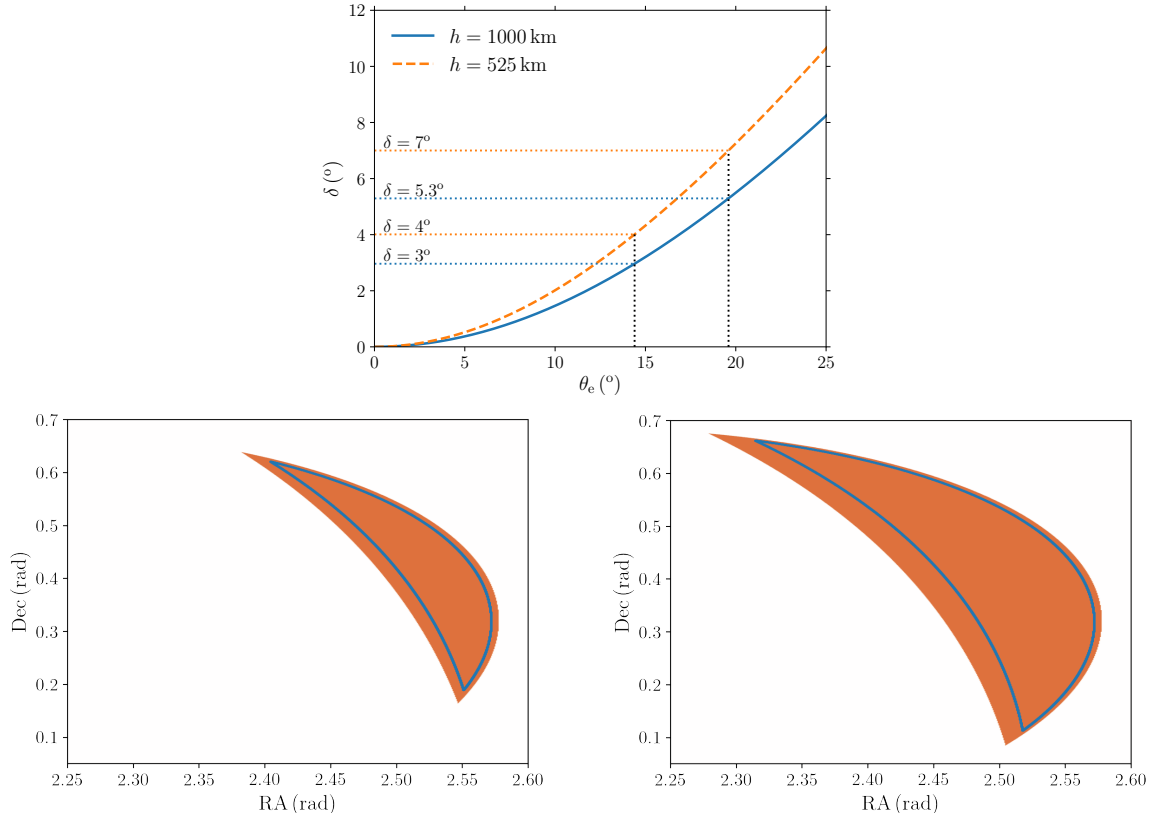 12
10
8
6
4
2
0
δ (°)
h = 1000 km
h = 525 km
δ = 7°
δ = 5.3°
δ = 4°
δ = 3°
0 5 10 15 20 25
θe (°)
0.7
0.6
0.5
0.4
0.3
0.2
0.1
Dec (rad)
2.25 2.30 2.35 2.40 2.45 2.50 2.55 2.60
RA (rad)
0.7
0.6
0.5
0.4
0.3
0.2
0.1
Dec (rad)
2.25 2.30 2.35 2.40 2.45 2.50 2.55 2.60
RA (rad)